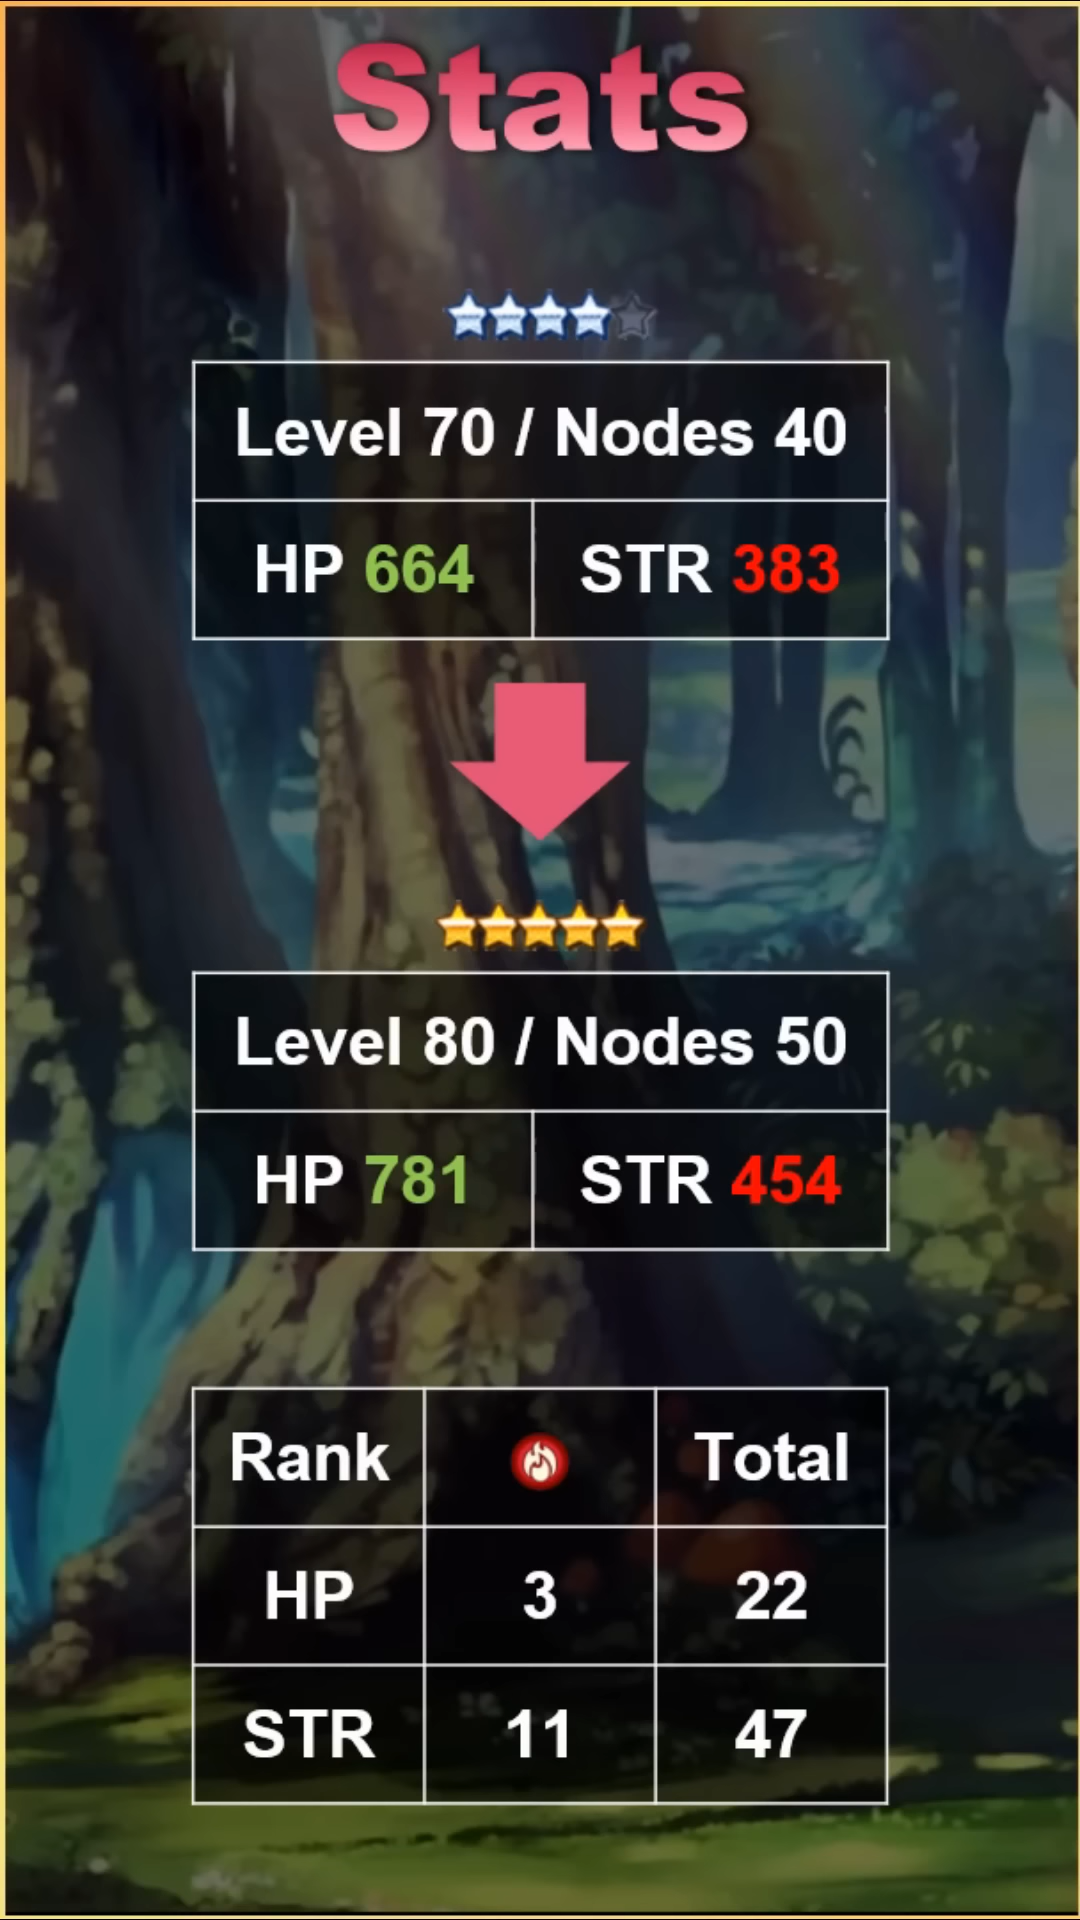 Stats
Level 70 / Nodes 40
HP 664 STR 383
Level 80 / Nodes 50
HP 781 STR 454
Rank Total
HP 3 22
STR 11 47